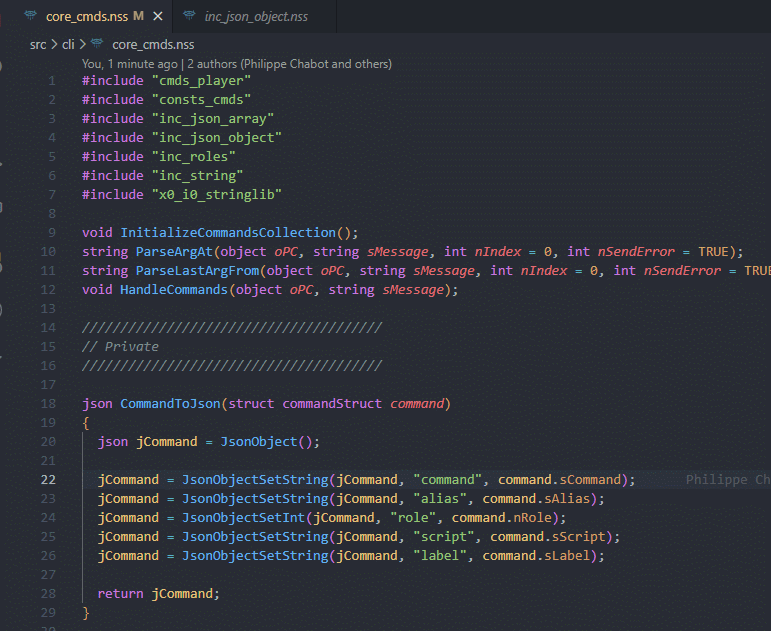 core_cmds.nss M ✕ inc_json_object.nss
src > cli > core_cmds.nss
You, 1 minute ago | 2 authors (Philippe Chabot and others)
1 #include "cmds_player"
2 #include "consts_cmds"
3 #include "inc_json_array"
4 #include "inc_json_object"
5 #include "inc_roles"
6 #include "inc_string"
7 #include "x0_i0_stringlib"
8
9 void InitializeCommandsCollection();
10 string ParseArgAt(object oPC, string sMessage, int nIndex = 0, int nSendError = TRUE);
11 string ParseLastArgFrom(object oPC, string sMessage, int nIndex = 0, int nSendError = TRUE
12 void HandleCommands(object oPC, string sMessage);
13
14 ///////////////////////////////////////
15 // Private
16 ///////////////////////////////////////
17
18 json CommandToJson(struct commandStruct command)
19 {
20 json jCommand = JsonObject();
21
22 jCommand = JsonObjectSetString(jCommand, "command", command.sCommand); Philippe Ch
23 jCommand = JsonObjectSetString(jCommand, "alias", command.sAlias);
24 jCommand = JsonObjectSetInt(jCommand, "role", command.nRole);
25 jCommand = JsonObjectSetString(jCommand, "script", command.sScript);
26 jCommand = JsonObjectSetString(jCommand, "label", command.sLabel);
27
28 return jCommand;
29 }